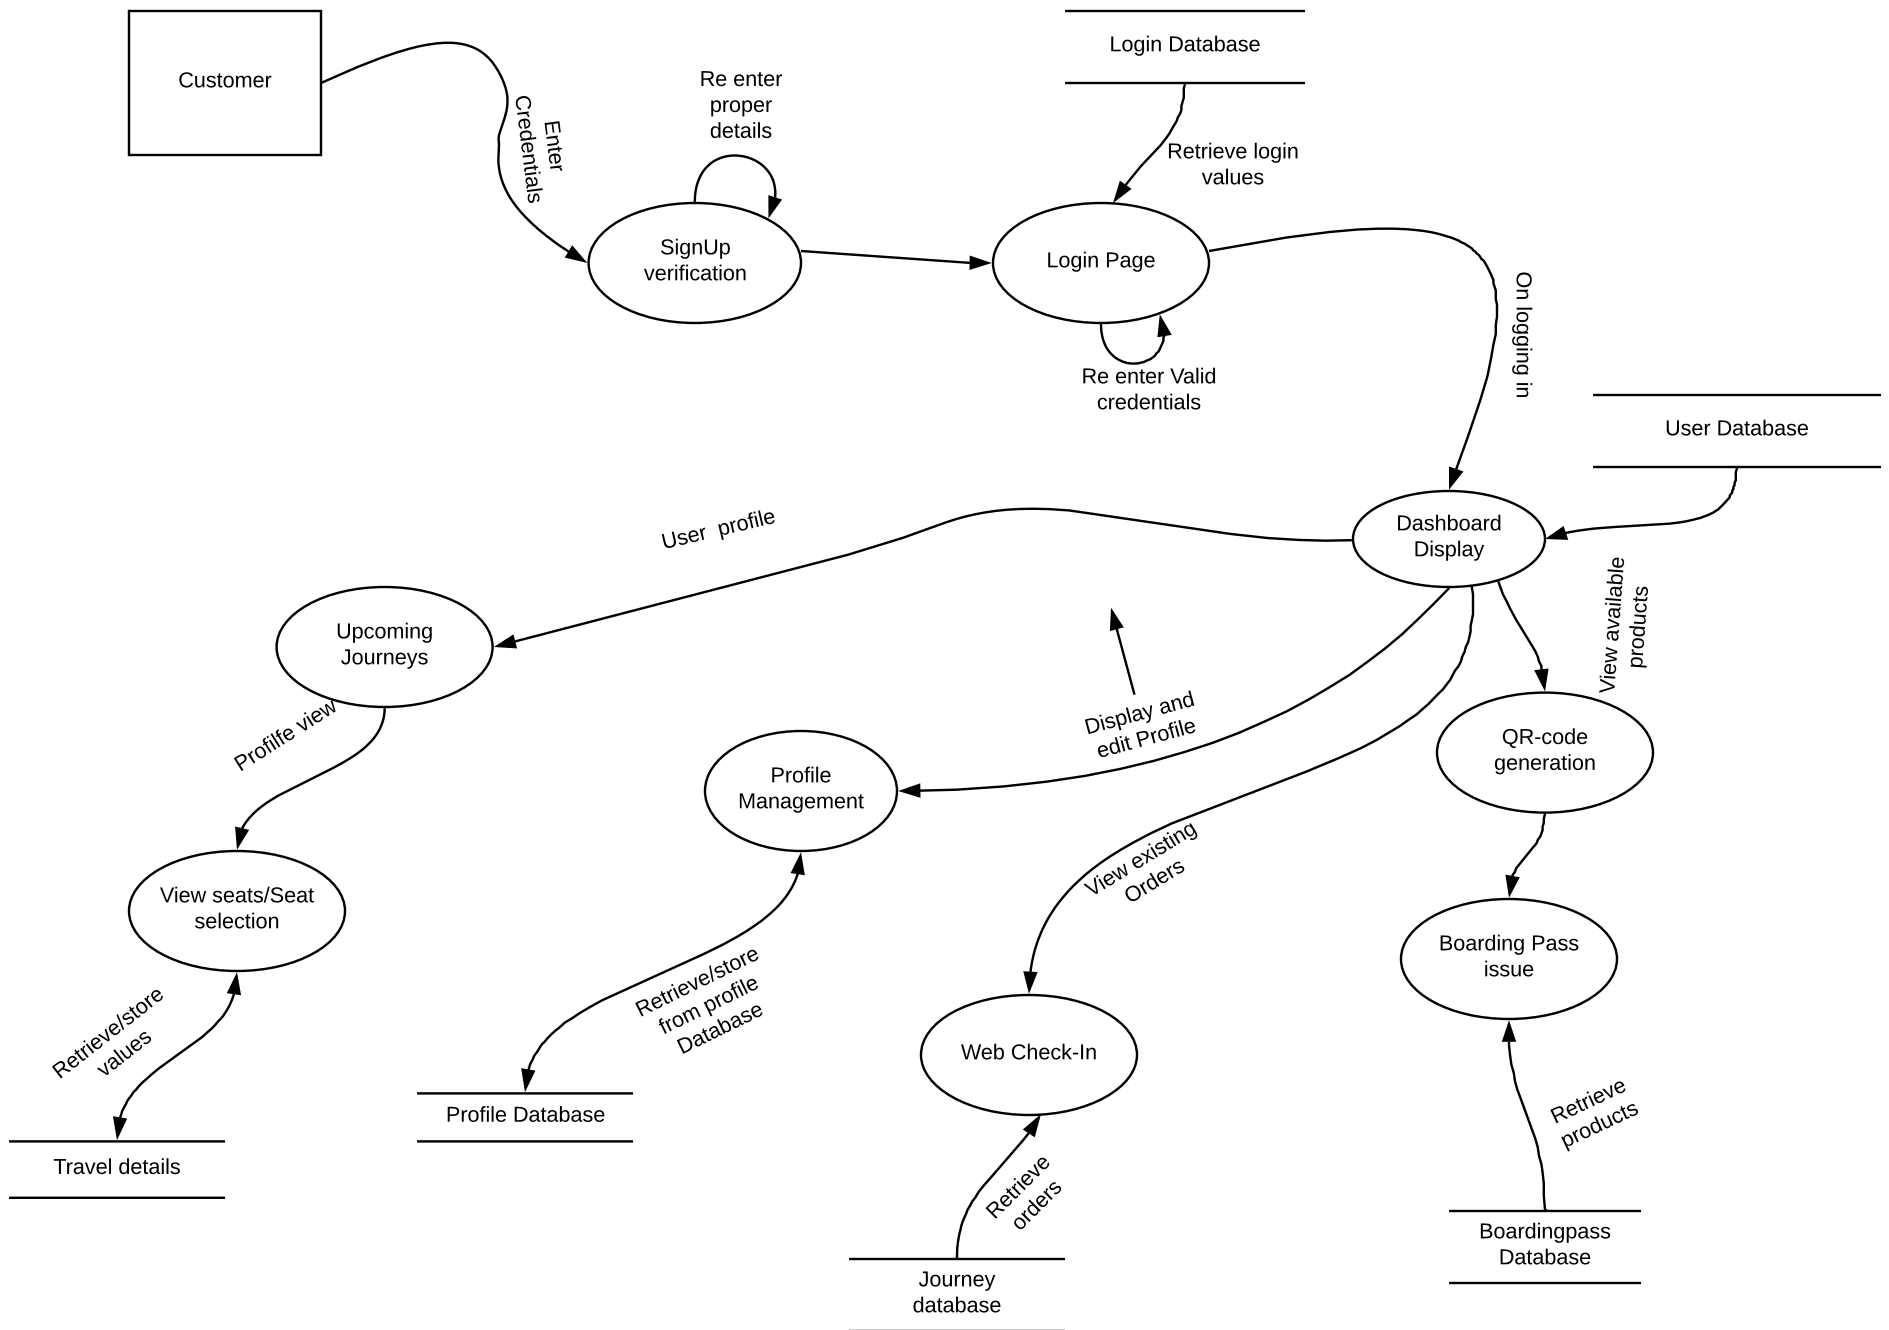 Customer
Login Database
Re enter
proper
details
Enter
Credentials
Retrieve login
values
SignUp
verification
Login Page
On logging in
Re enter Valid
credentials
User Database
User  profile
Dashboard
Display
View available
products
Upcoming
Journeys
Profilfe view
Display and
edit Profile
QR-code
generation
Profile
Management
View existing
Orders
View seats/Seat
selection
Boarding Pass
issue
Retrieve/store
values
Retrieve/store
from profile
Database
Web Check-In
Retrieve
products
Profile Database
Travel details
Retrieve
orders
Boardingpass
Database
Journey
database